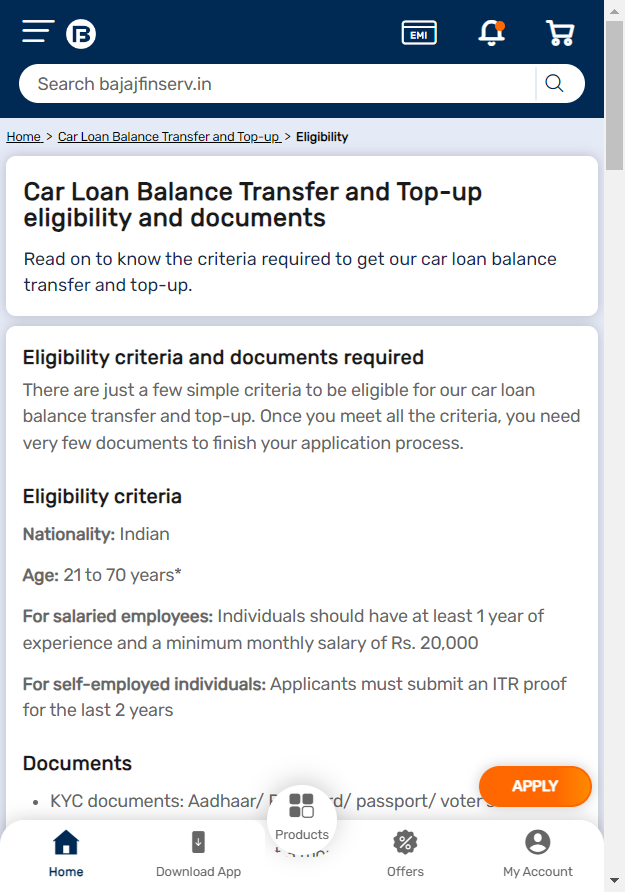 EMI
Search bajajfinserv.in
Home > Car Loan Balance Transfer and Top-up > Eligibility
Car Loan Balance Transfer and Top-up
eligibility and documents
Read on to know the criteria required to get our car loan balance
transfer and top-up.
Eligibility criteria and documents required
There are just a few simple criteria to be eligible for our car loan
balance transfer and top-up. Once you meet all the criteria, you need
very few documents to finish your application process.
Eligibility criteria
Nationality: Indian
Age: 21 to 70 years*
For salaried employees: Individuals should have at least 1 year of
experience and a minimum monthly salary of Rs. 20,000
For self-employed individuals: Applicants must submit an ITR proof
for the last 2 years
Documents
APPLY
• KYC documents: Aadhaar/ passport/
Products
Home
Download App
Offers
My Account